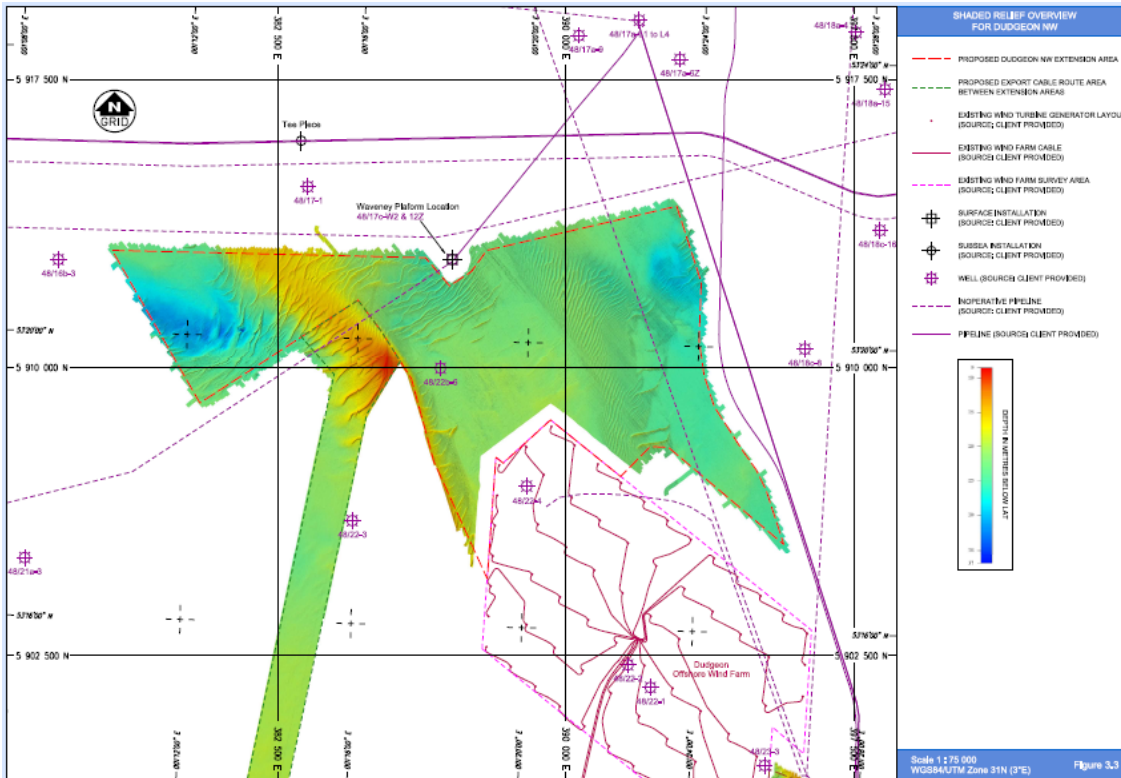 SHADED RELIEF OVERVIEW
FOR DUDGEON NW
PROPOSED DUDGEON NW EXTENSION AREA
PROPOSED EXPORT CABLE ROUTE AREA
BETWEEN EXTENSION AREAS
EXISTING WIND TURBINE GENERATOR LAYOU
(SOURCE: CLIENT PROVIDED)
EXISTING WIND FARM CABLE
(SOURCE: CLIENT PROVIDED)
EXISTING WIND FARM SURVEY AREA
(SOURCE: CLIENT PROVIDED)
SURFACE INSTALLATION
(SOURCE: CLIENT PROVIDED)
SUBSEA INSTALLATION
(SOURCE: CLIENT PROVIDED)
WELL (SOURCE: CLIENT PROVIDED)
INOPERATIVE PIPELINE
(SOURCE: CLIENT PROVIDED)
PIPELINE (SOURCE: CLIENT PROVIDED)
DEPTH IN METRES BELOW LAT
Scale 1 : 75 000
WGS84/UTM Zone 31N (3°E)
Figure 3.3
N
GRID
382 500 E
390 000 E
5 917 500 N
5 917 500 N
48/17a-9
48/17a-6Z
48/18a-15
Tee Piece
48/17-1
Waveney Plaform Location
48/17c-W2 & 12Z
48/16b-3
48/18c-16
5 910 000 N
5 910 000 N
48/22b-6
48/18c-6
48/22-4
48/22-3
48/21a-3
5 902 500 N
5 902 500 N
Dudgeon
Offshore Wind Farm
48/22-2
48/22-1
48/23-3
382 500 E
390 000 E